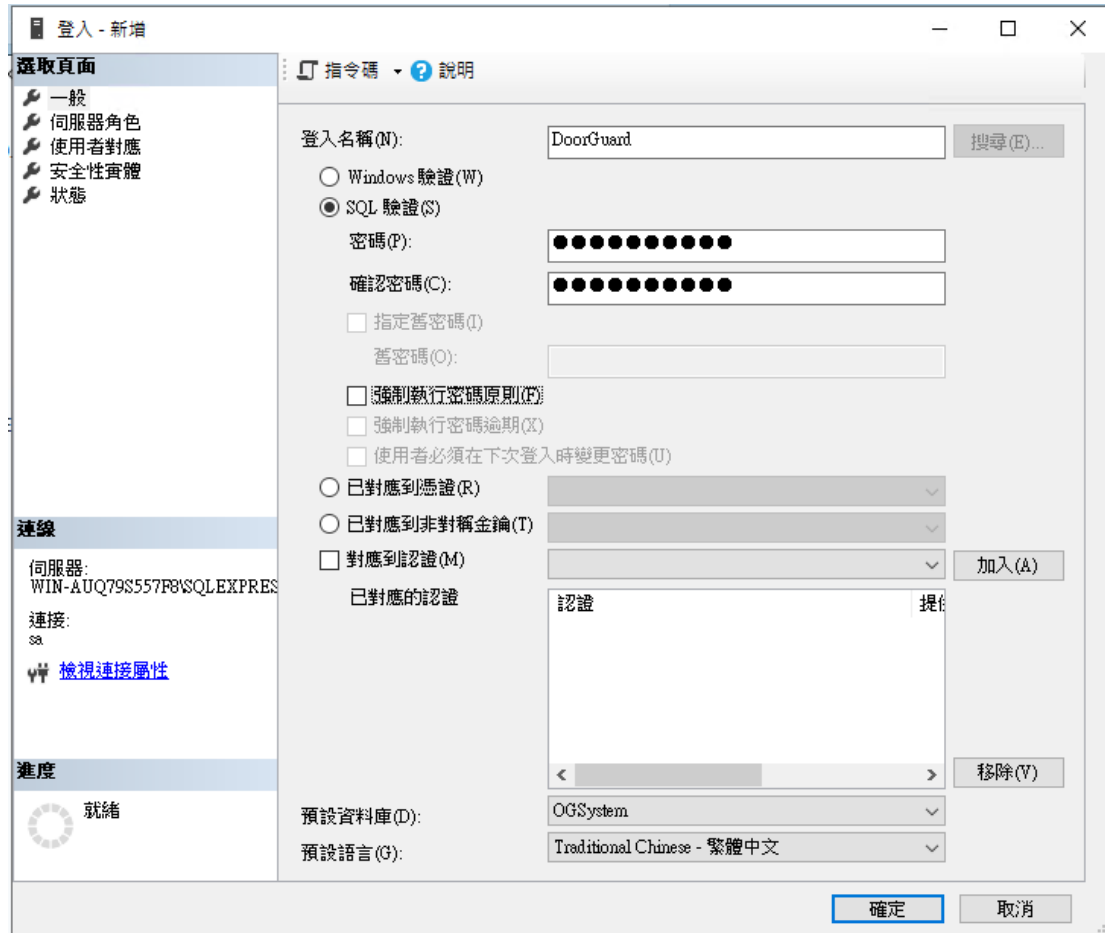 登入 - 新增
選取頁面
一般
伺服器角色
使用者對應
安全性實體
狀態
指令碼
說明
登入名稱(N):
DoorGuard
搜尋(E)...
Windows 驗證(W)
SQL 驗證(S)
密碼(P):
●●●●●●●●●●
確認密碼(C):
●●●●●●●●●●
指定舊密碼(I)
舊密碼(O):
強制執行密碼原則(F)
強制執行密碼逾期(X)
使用者必須在下次登入時變更密碼(U)
已對應到憑證(R)
已對應到非對稱金鑰(T)
對應到認證(M)
加入(A)
已對應的認證
認證
移除(V)
預設資料庫(D):
OGSystem
預設語言(G):
Traditional Chinese - 繁體中文
連線
伺服器:
WIN-AUQ79S557F8\SQLEXPRES
連接:
sa
檢視連接屬性
進度
就緒
確定
取消